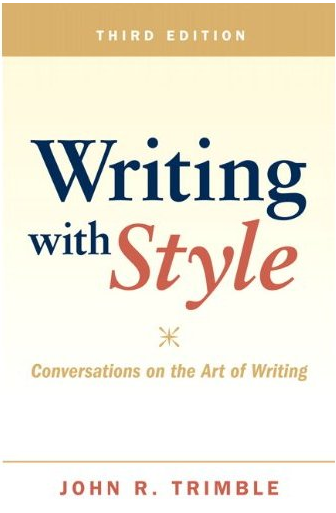 THIRD EDITION
Writing
with Style
Conversations on the Art of Writing
JOHN R. TRIMBLE